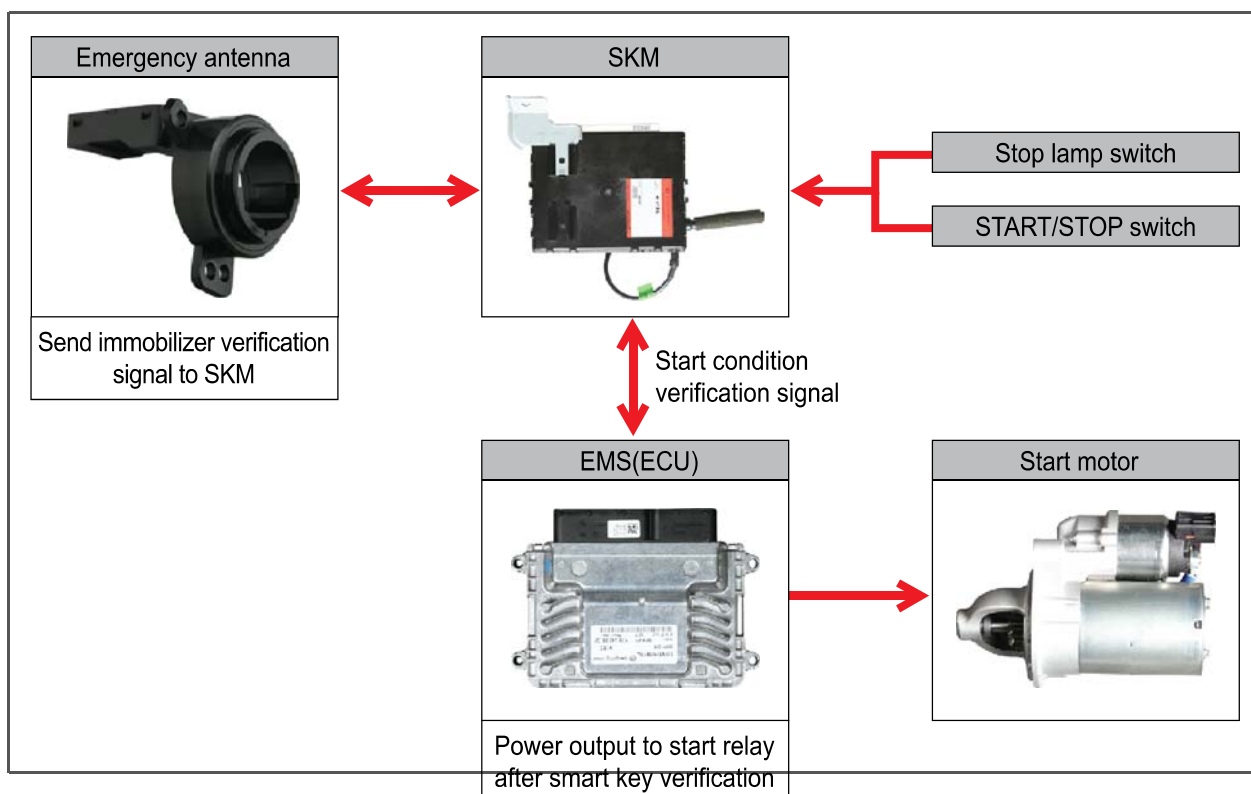 Emergency antenna
SKM
Stop lamp switch
START/STOP switch
Send immobilizer verification
signal to SKM
Start condition
verification signal
EMS(ECU)
Start motor
Power output to start relay
after smart key verification